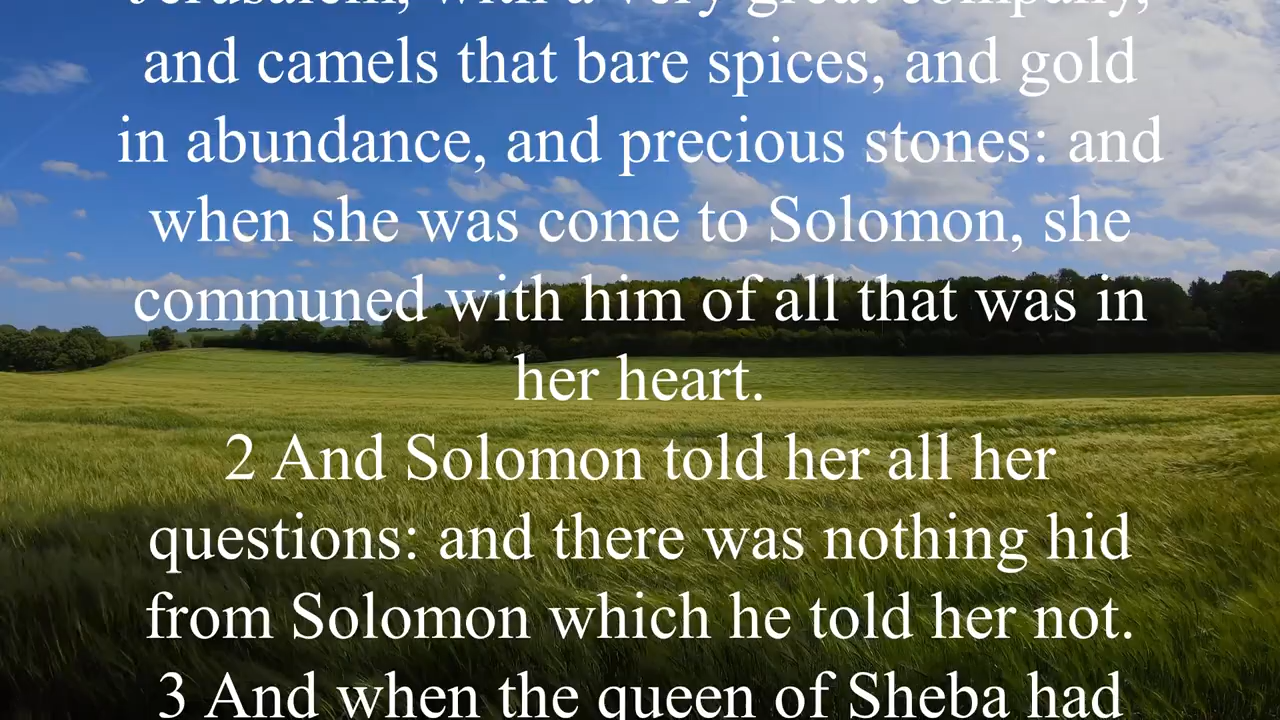 Jerusalem, with a very great company,
and camels that bare spices, and gold
in abundance, and precious stones: and
when she was come to Solomon, she
communed with him of all that was in
her heart.
2 And Solomon told her all her
questions: and there was nothing hid
from Solomon which he told her not.
3 And when the queen of Sheba had